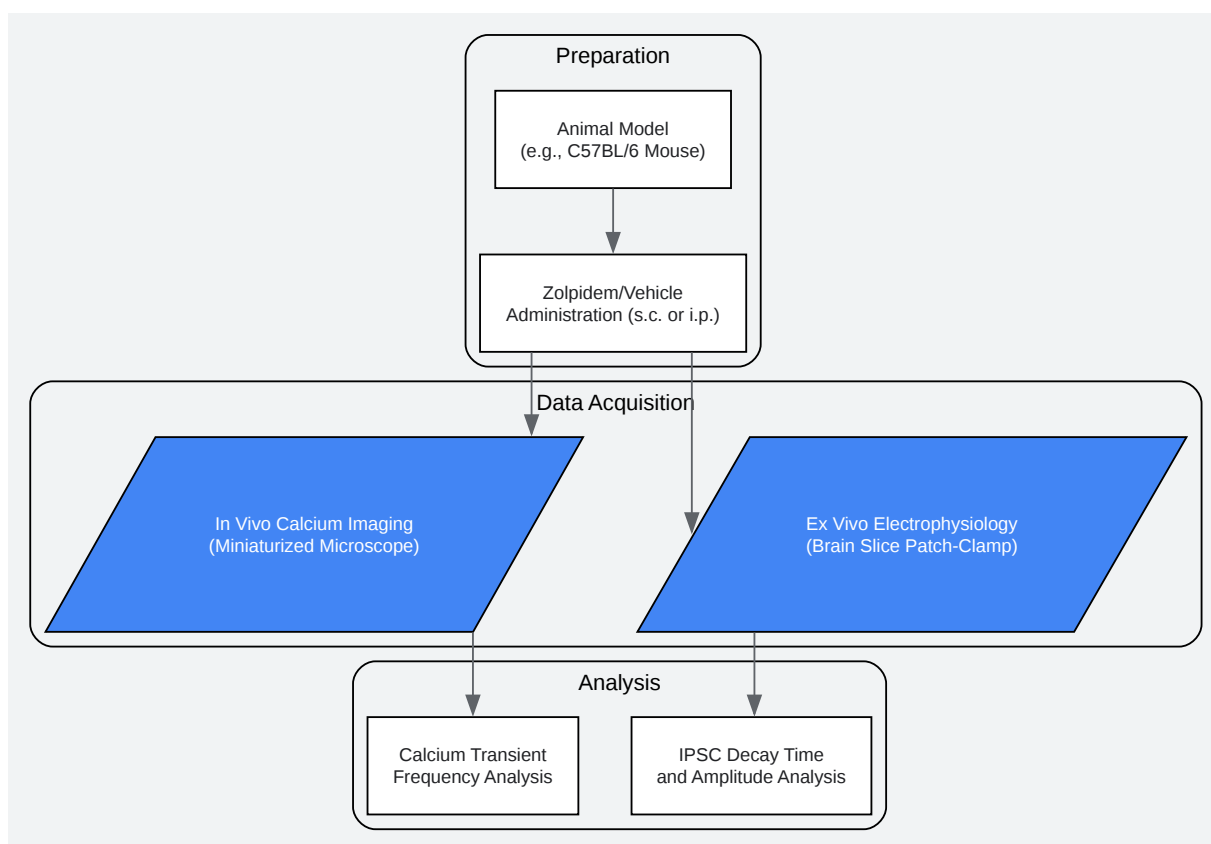 Preparation
Animal Model
(e.g., C57BL/6 Mouse)
Zolpidem/Vehicle
Administration (s.c. or i.p.)
Data Acquisition
In Vivo Calcium Imaging
(Miniaturized Microscope)
Ex Vivo Electrophysiology
(Brain Slice Patch-Clamp)
Analysis
Calcium Transient
Frequency Analysis
IPSC Decay Time
and Amplitude Analysis